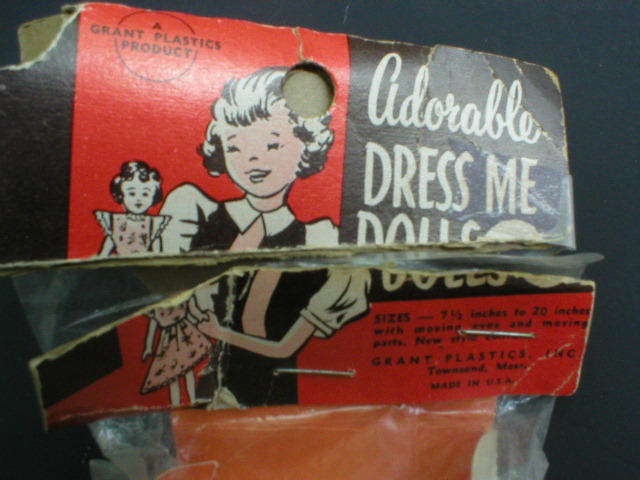 A
GRANT PLASTICS
PRODUCT
Adorable
DRESS ME
DOLLS
SIZES — 7½ inches to 20 inches
with moving eyes and moving
parts. New style
GRANT PLASTICS, INC.
Townsend, Mass.
MADE IN U.S.A.